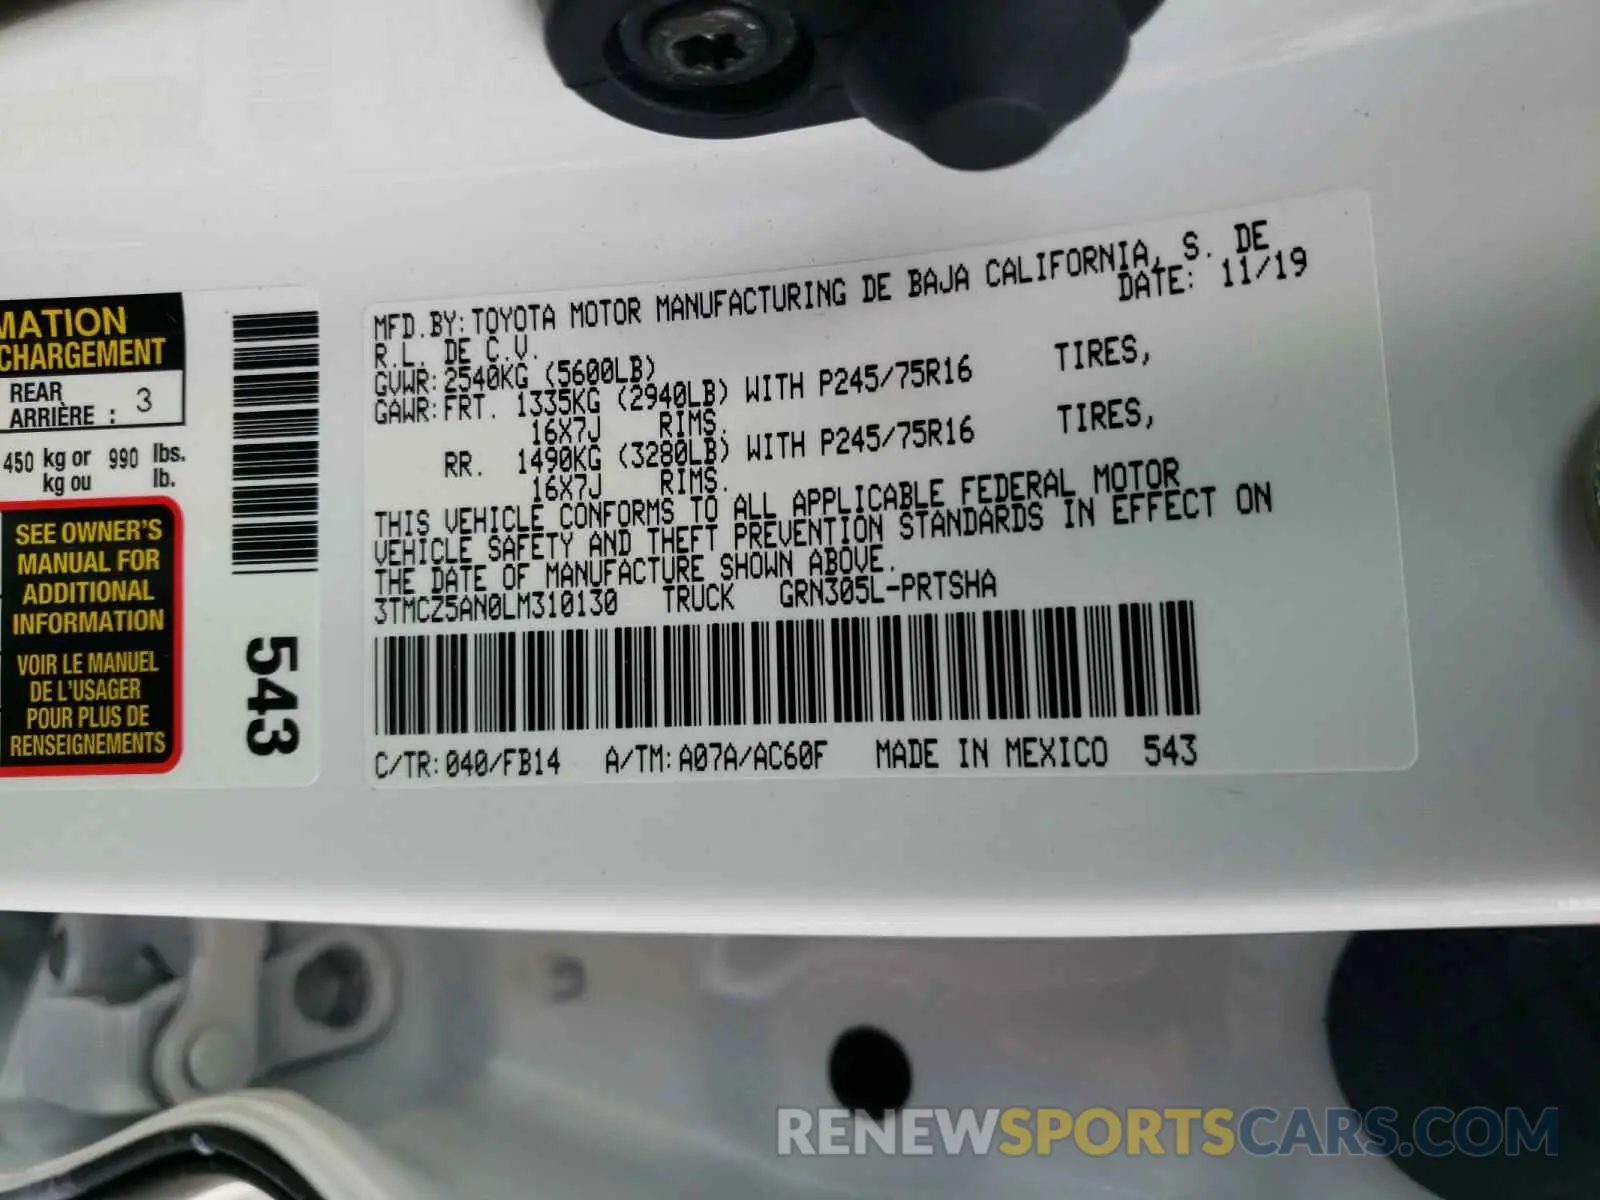 MATION
CHARGEMENT
REAR
ARRIÈRE : 3
450 kg or 990 lbs.
kg ou lb.
SEE OWNER'S
MANUAL FOR
ADDITIONAL
INFORMATION
VOIR LE MANUEL
DE L'USAGER
POUR PLUS DE
RENSEIGNEMENTS
543
MFD.BY:TOYOTA MOTOR MANUFACTURING DE BAJA CALIFORNIA, S. DE
R.L. DE C.V. DATE: 11/19
GVWR:2540KG (5600LB)
GAWR:FRT. 1335KG (2940LB) WITH P245/75R16 TIRES,
16X7J RIMS.
RR. 1490KG (3280LB) WITH P245/75R16 TIRES,
16X7J RIMS.
THIS VEHICLE CONFORMS TO ALL APPLICABLE FEDERAL MOTOR
VEHICLE SAFETY AND THEFT PREVENTION STANDARDS IN EFFECT ON
THE DATE OF MANUFACTURE SHOWN ABOVE.
3TMCZ5AN0LM310130 TRUCK GRN305L-PRTSHA
C/TR:040/FB14 A/TM:A07A/AC60F MADE IN MEXICO 543
RENEWSPORTSCARS.COM